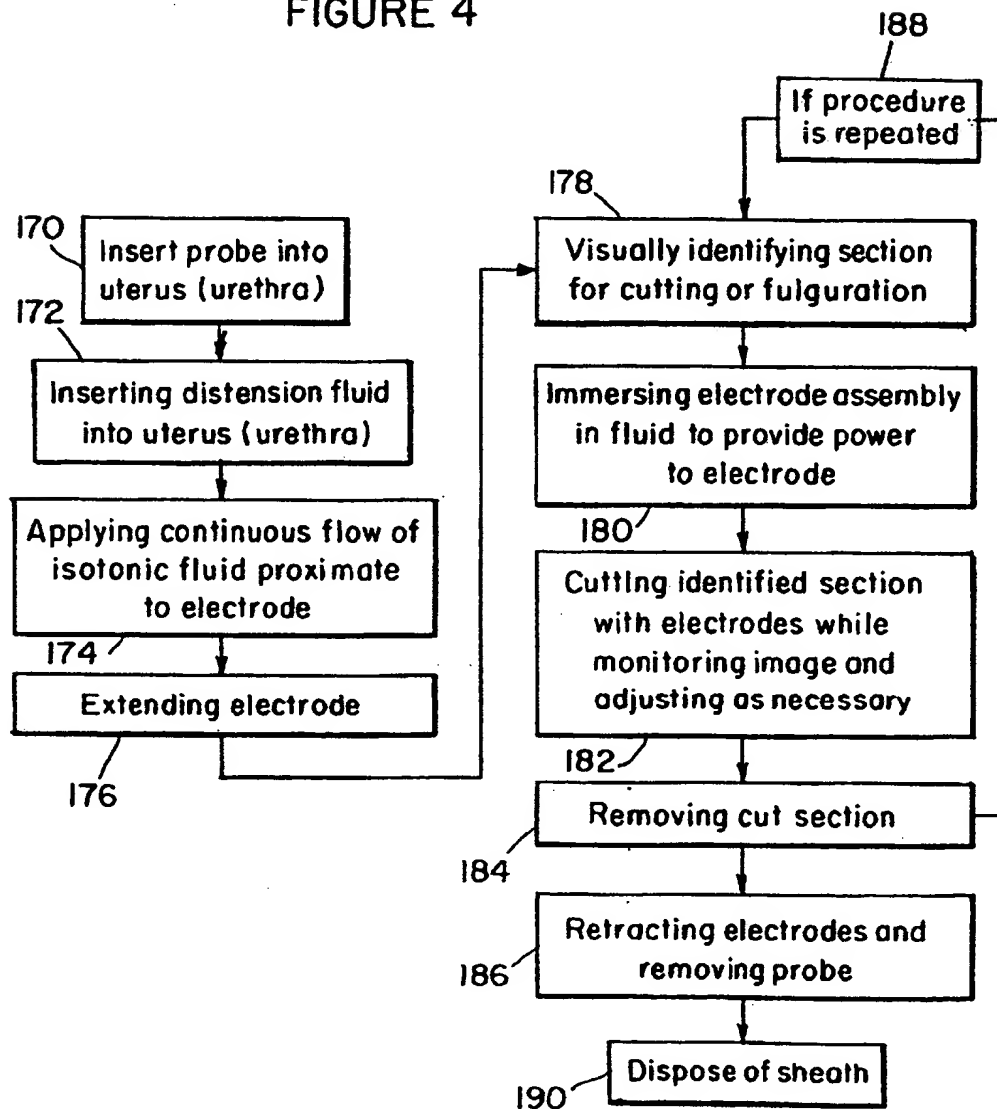 FIGURE 4
188
If procedure
is repeated
178
170
Insert probe into
uterus (urethra)
172
Inserting distension fluid
into uterus (urethra)
Applying continuous flow of
isotonic fluid proximate
to electrode
174
Extending electrode
176
Visually identifying section
for cutting or fulguration
Immersing electrode assembly
in fluid to provide power
to electrode
180
Cutting identified section
with electrodes while
monitoring image and
adjusting as necessary
182
Removing cut section
184
Retracting electrodes and
removing probe
186
Dispose of sheath
190